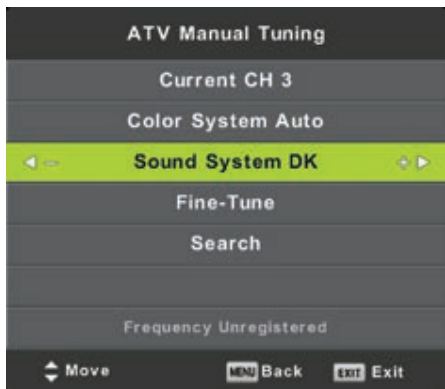 ATV Manual Tuning
Current CH 3
Color System Auto
Sound System DK
Fine-Tune
Search
Frequency Unregistered
Move MENU Back EXIT Exit